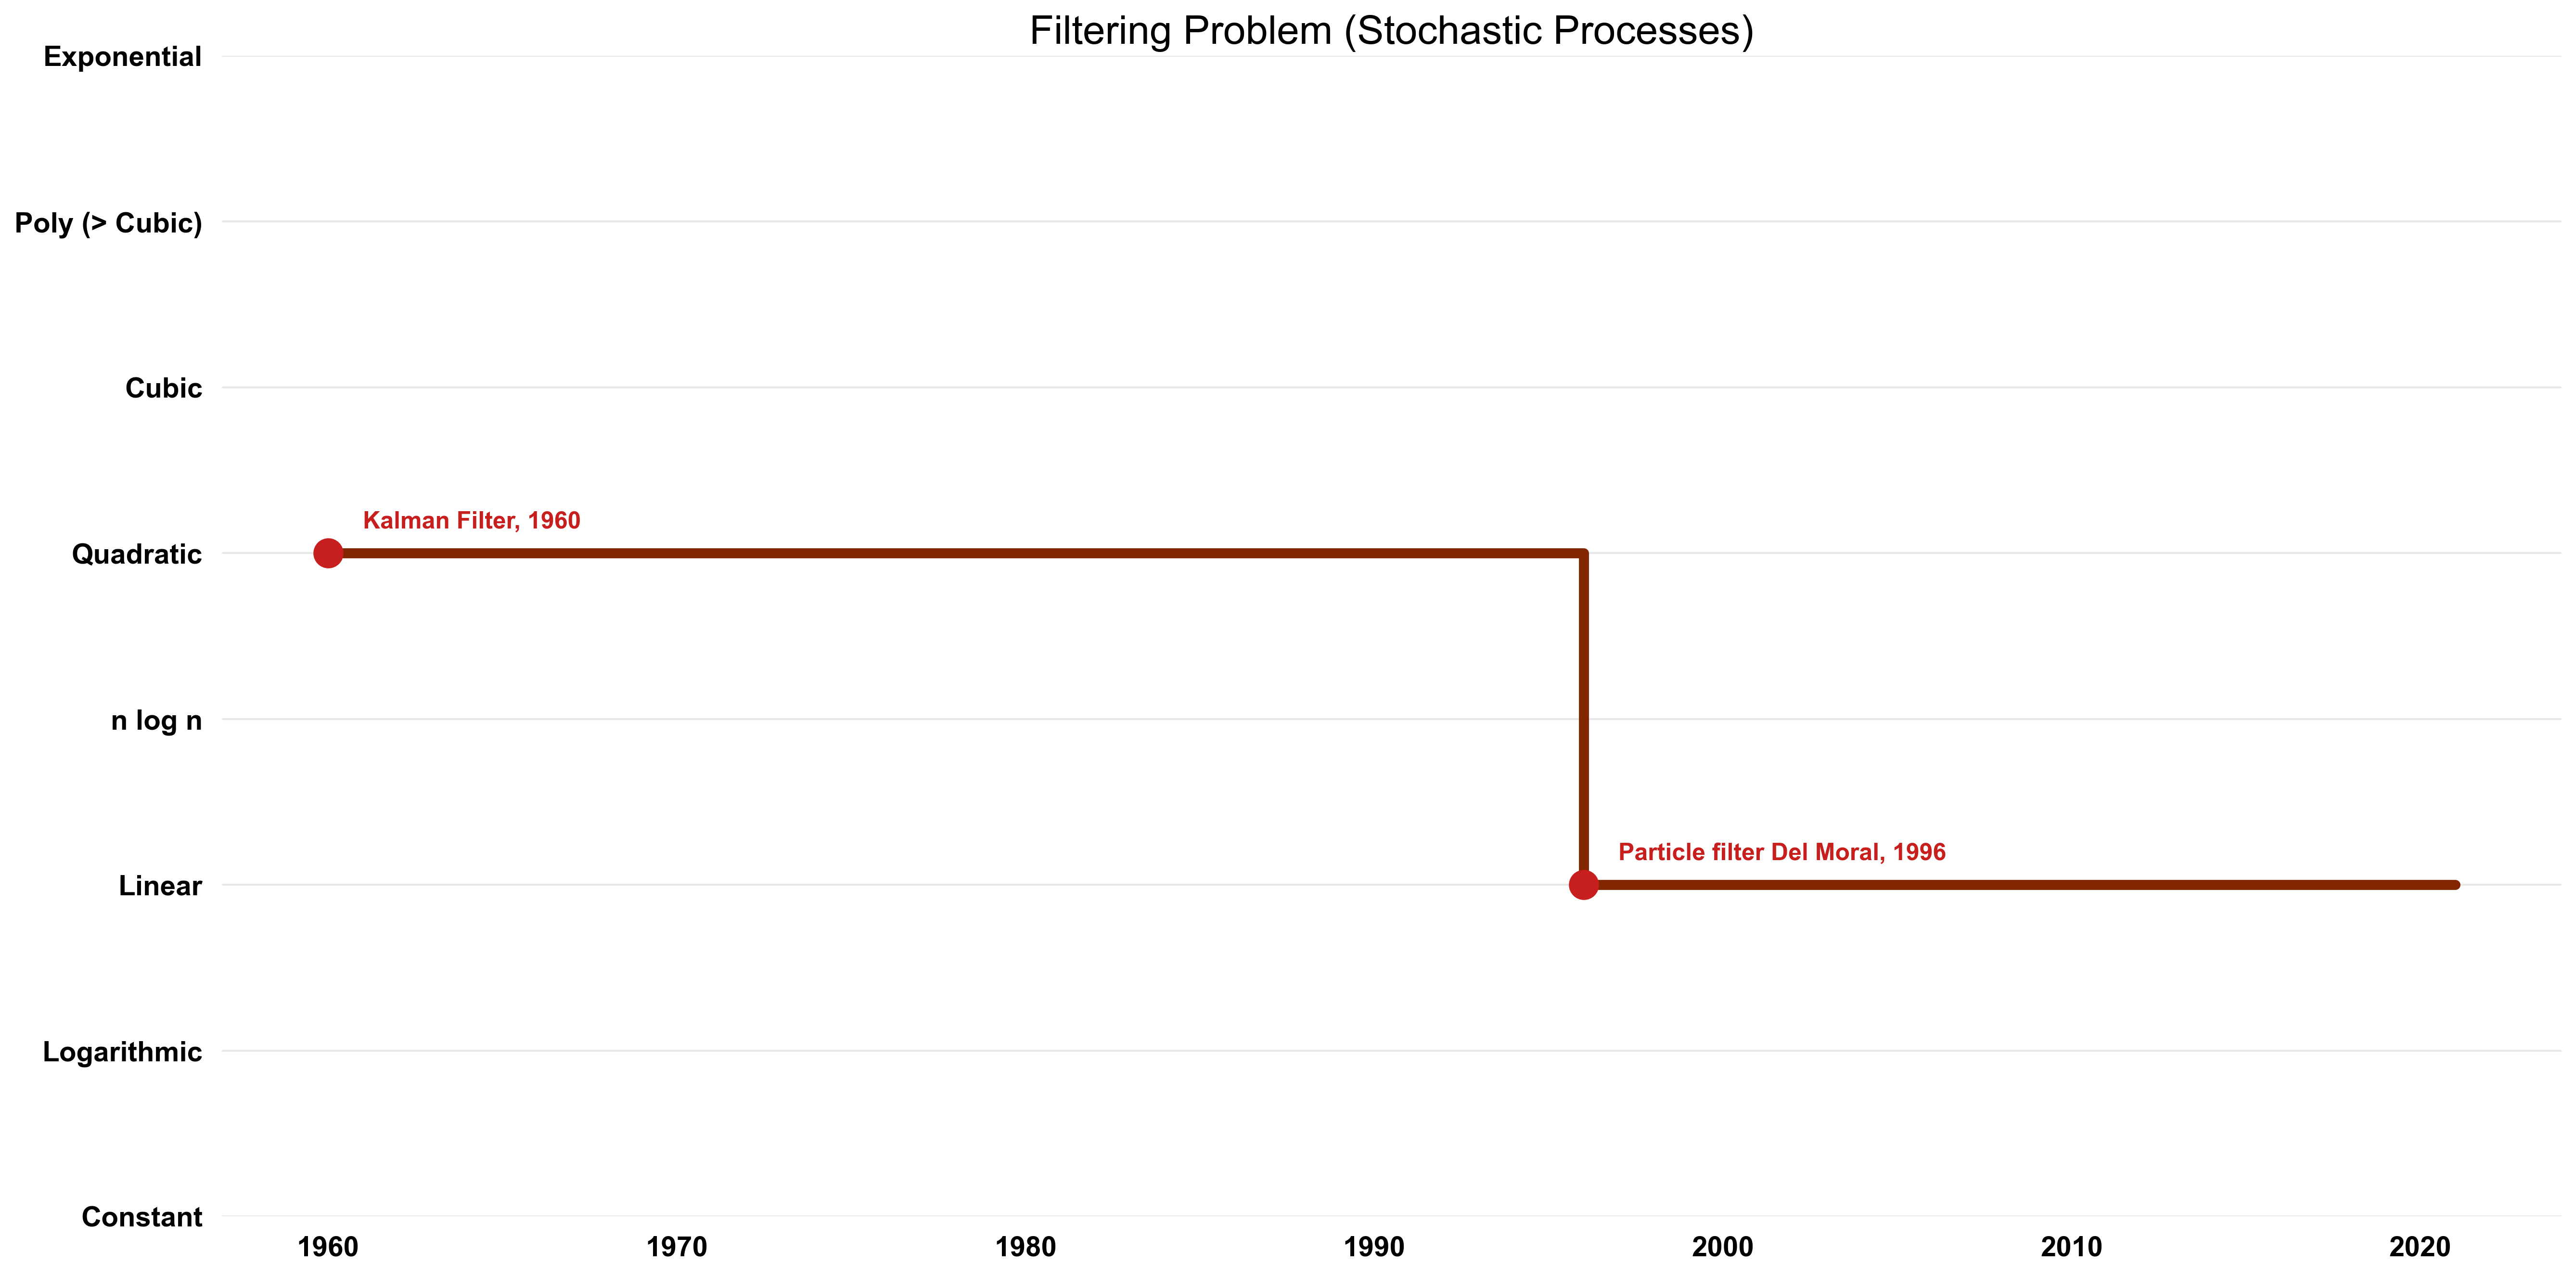 Filtering Problem (Stochastic Processes)
Exponential
Poly (> Cubic)
Cubic
Kalman Filter, 1960
Quadratic
n log n
Particle filter Del Moral, 1996
Linear
Logarithmic
Constant
1960 1970 1980 1990 2000 2010 2020